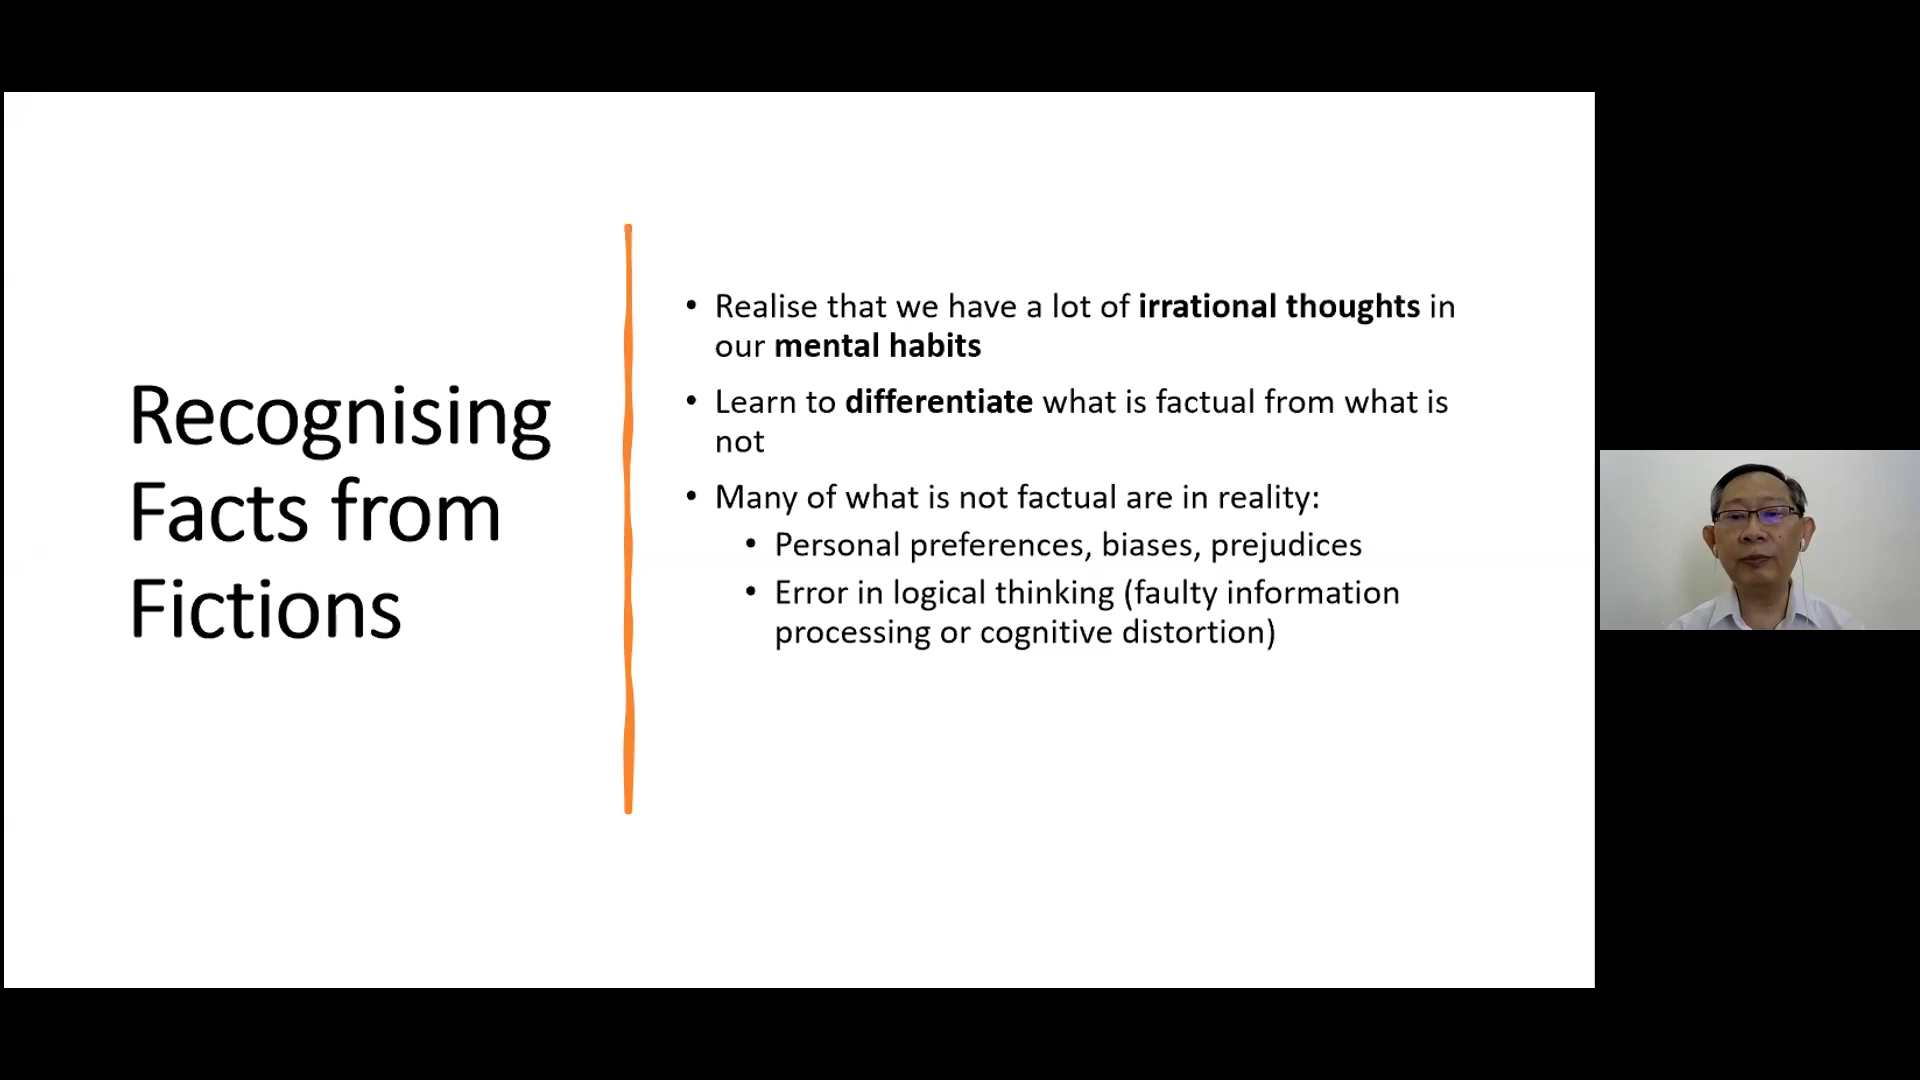 Recognising
Facts from
Fictions
• Realise that we have a lot of irrational thoughts in
our mental habits
• Learn to differentiate what is factual from what is
not
• Many of what is not factual are in reality:
• Personal preferences, biases, prejudices
• Error in logical thinking (faulty information
processing or cognitive distortion)